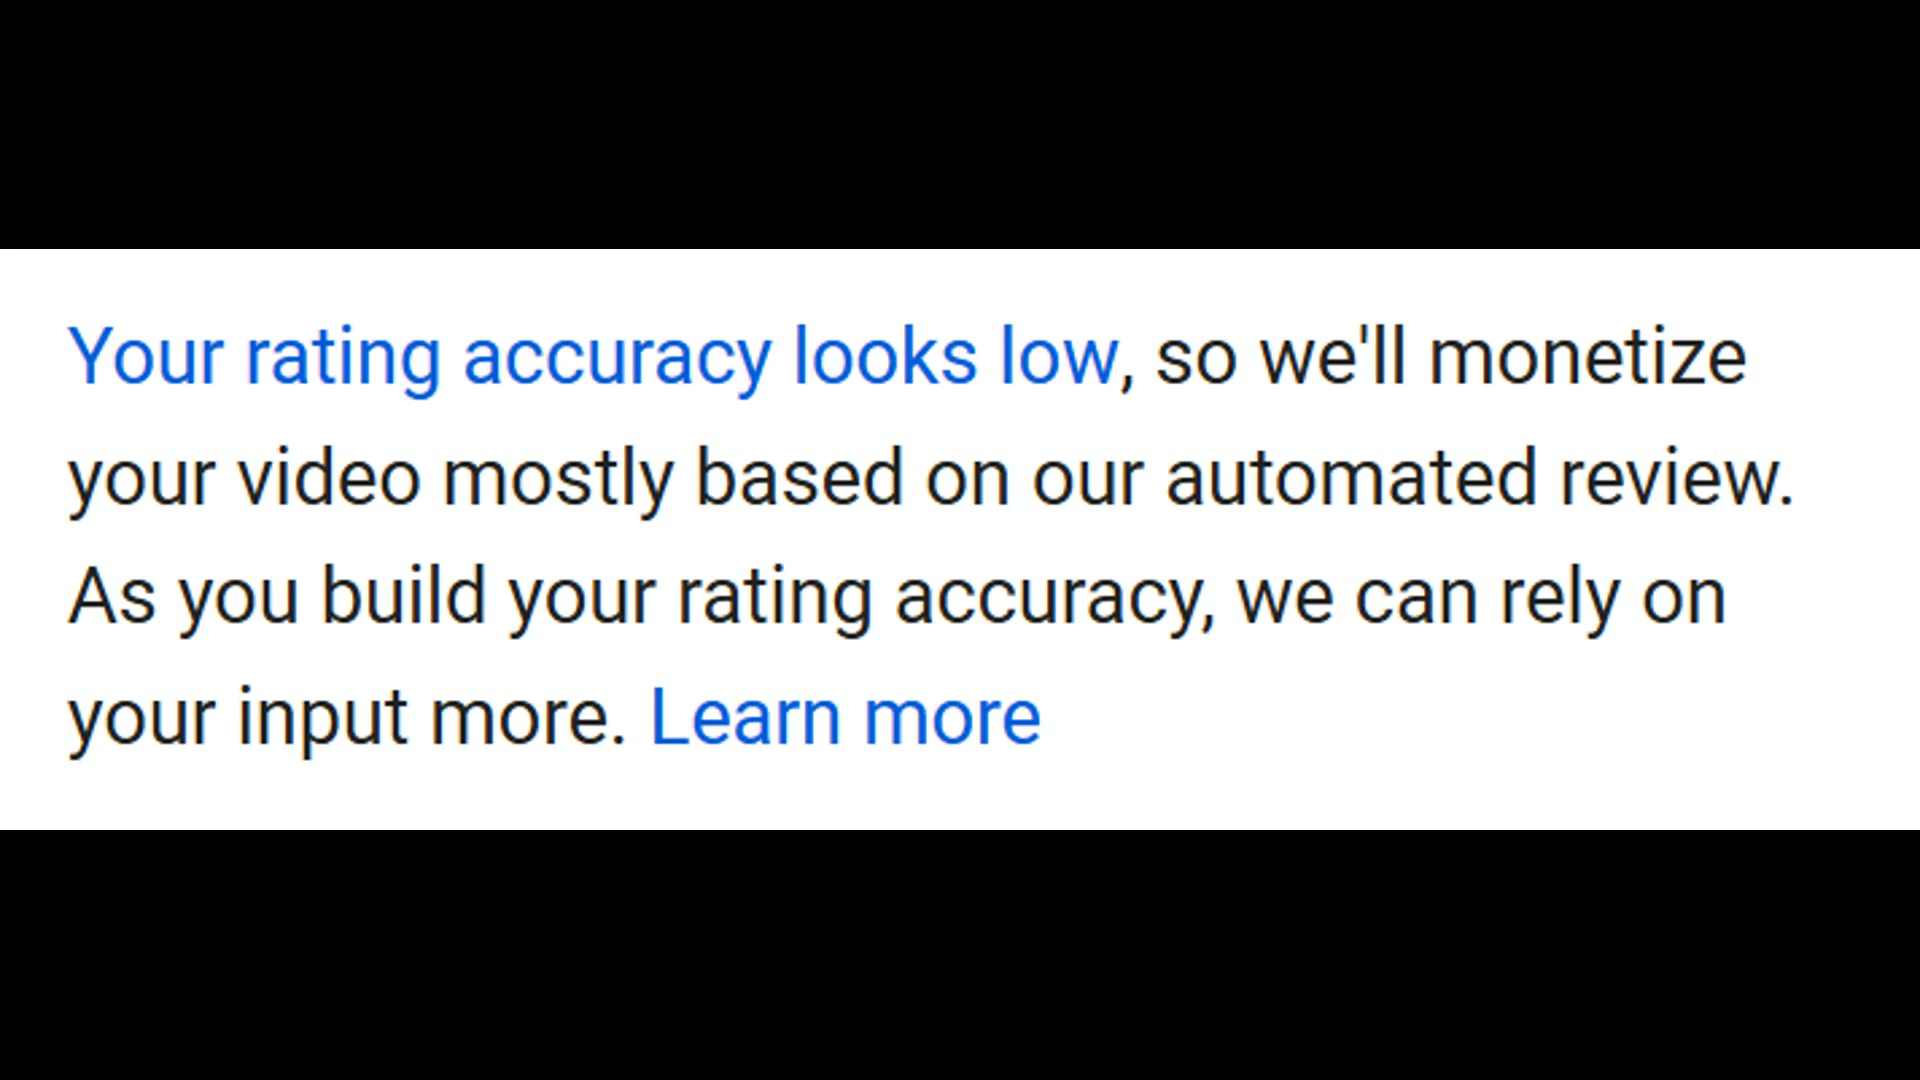 Your rating accuracy looks low, so we'll monetize
your video mostly based on our automated review.
As you build your rating accuracy, we can rely on
your input more. Learn more